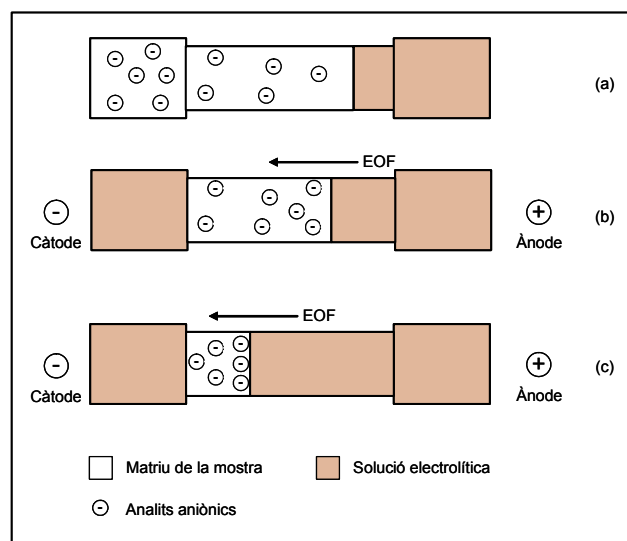 (a)
EOF
Càtode
Ànode
(b)
EOF
Càtode
Ànode
(c)
Matriu de la mostra
Solució electrolítica
Analits aniònics